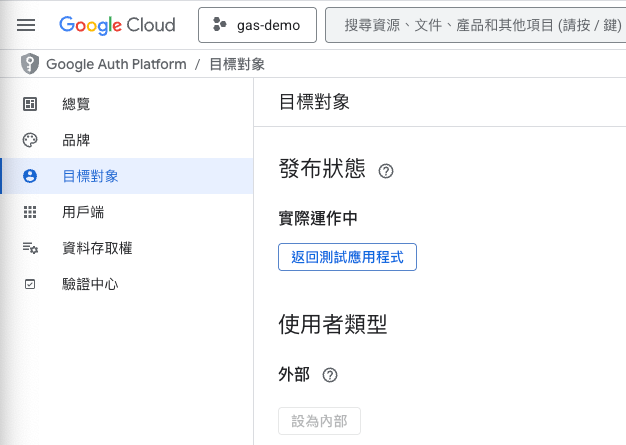 Google Cloud
gas-demo
搜尋資源、文件、產品和其他項目 (請按 / 鍵)
Google Auth Platform / 目標對象
總覽
品牌
目標對象
用戶端
資料存取權
驗證中心
目標對象
發布狀態
實際運作中
返回測試應用程式
使用者類型
外部
設為內部